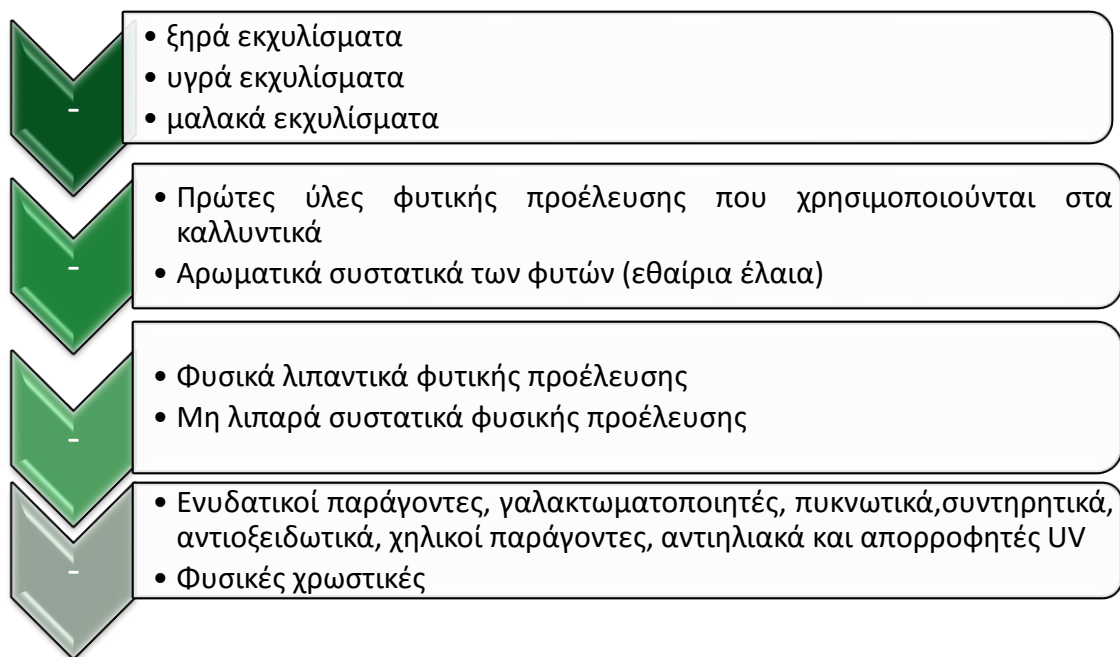 -
• ξηρά εκχυλίσματα
• υγρά εκχυλίσματα
• μαλακά εκχυλίσματα
-
• Πρώτες ύλες φυτικής προέλευσης που χρησιμοποιούνται στα
καλλυντικά
• Αρωματικά συστατικά των φυτών (εθαίρια έλαια)
-
• Φυσικά λιπαντικά φυτικής προέλευσης
• Μη λιπαρά συστατικά φυσικής προέλευσης
-
• Ενυδατικοί παράγοντες, γαλακτωματοποιητές, πυκνωτικά,συντηρητικά,
αντιοξειδωτικά, χηλικοί παράγοντες, αντιηλιακά και απορροφητές UV
• Φυσικές χρωστικές